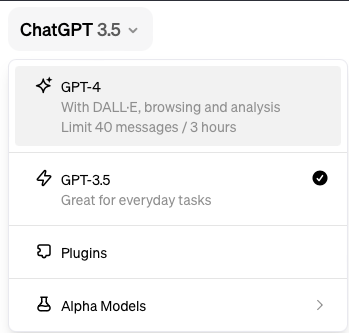 ChatGPT 3.5
GPT-4
With DALL·E, browsing and analysis
Limit 40 messages / 3 hours
GPT-3.5
Great for everyday tasks
Plugins
Alpha Models